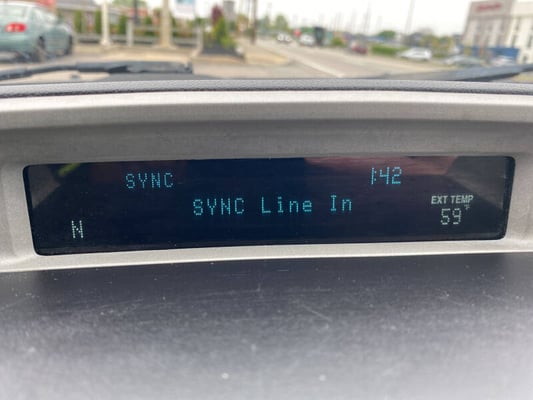 SYNC 1:42
SYNC Line In
EXT TEMP
N 59°F